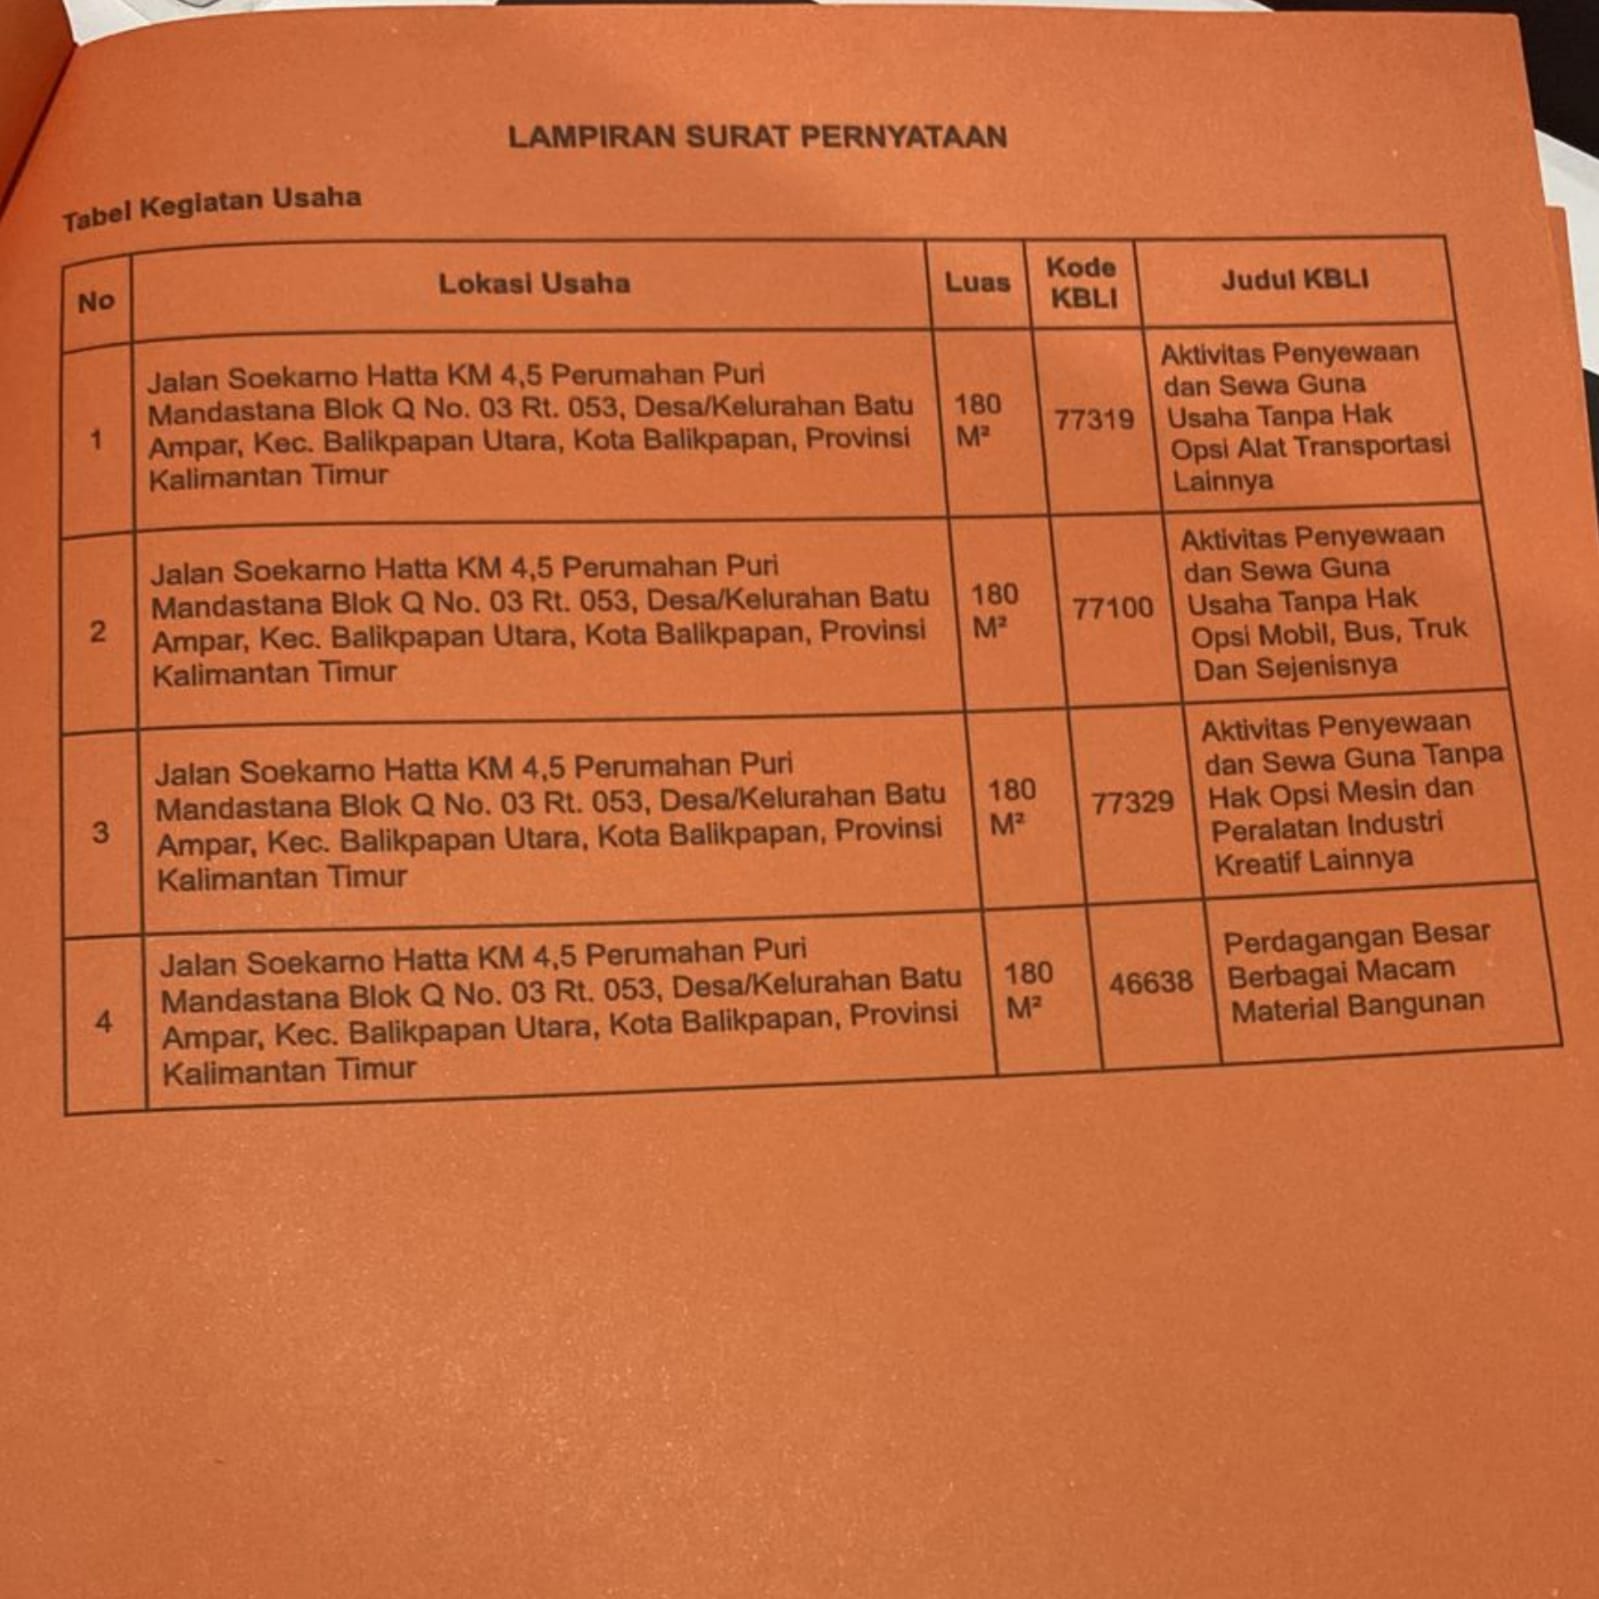 LAMPIRAN SURAT PERNYATAAN
Tabel Kegiatan Usaha
No
Lokasi Usaha
Luas
Kode
KBLI
Judul KBLI
1
Jalan Soekarno Hatta KM 4,5 Perumahan Puri
Mandastana Blok Q No. 03 Rt. 053, Desa/Kelurahan Batu
Ampar, Kec. Balikpapan Utara, Kota Balikpapan, Provinsi
Kalimantan Timur
180
M²
77319
Aktivitas Penyewaan
dan Sewa Guna
Usaha Tanpa Hak
Opsi Alat Transportasi
Lainnya
2
Jalan Soekarno Hatta KM 4,5 Perumahan Puri
Mandastana Blok Q No. 03 Rt. 053, Desa/Kelurahan Batu
Ampar, Kec. Balikpapan Utara, Kota Balikpapan, Provinsi
Kalimantan Timur
180
M²
77100
Aktivitas Penyewaan
dan Sewa Guna
Usaha Tanpa Hak
Opsi Mobil, Bus, Truk
Dan Sejenisnya
3
Jalan Soekarno Hatta KM 4,5 Perumahan Puri
Mandastana Blok Q No. 03 Rt. 053, Desa/Kelurahan Batu
Ampar, Kec. Balikpapan Utara, Kota Balikpapan, Provinsi
Kalimantan Timur
180
M²
77329
Aktivitas Penyewaan
dan Sewa Guna Tanpa
Hak Opsi Mesin dan
Peralatan Industri
Kreatif Lainnya
4
Jalan Soekarno Hatta KM 4,5 Perumahan Puri
Mandastana Blok Q No. 03 Rt. 053, Desa/Kelurahan Batu
Ampar, Kec. Balikpapan Utara, Kota Balikpapan, Provinsi
Kalimantan Timur
180
M²
46638
Perdagangan Besar
Berbagai Macam
Material Bangunan